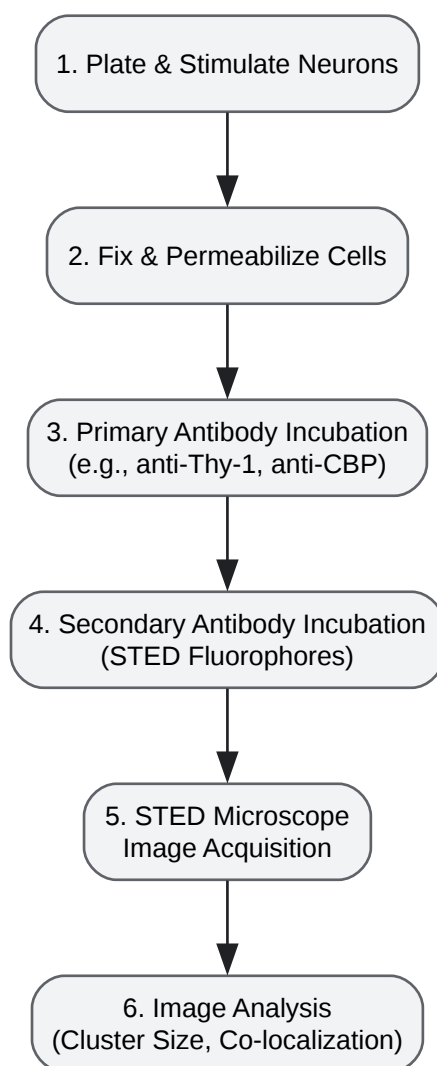 1. Plate & Stimulate Neurons
2. Fix & Permeabilize Cells
3. Primary Antibody Incubation
(e.g., anti-Thy-1, anti-CBP)
4. Secondary Antibody Incubation
(STED Fluorophores)
5. STED Microscope
Image Acquisition
6. Image Analysis
(Cluster Size, Co-localization)